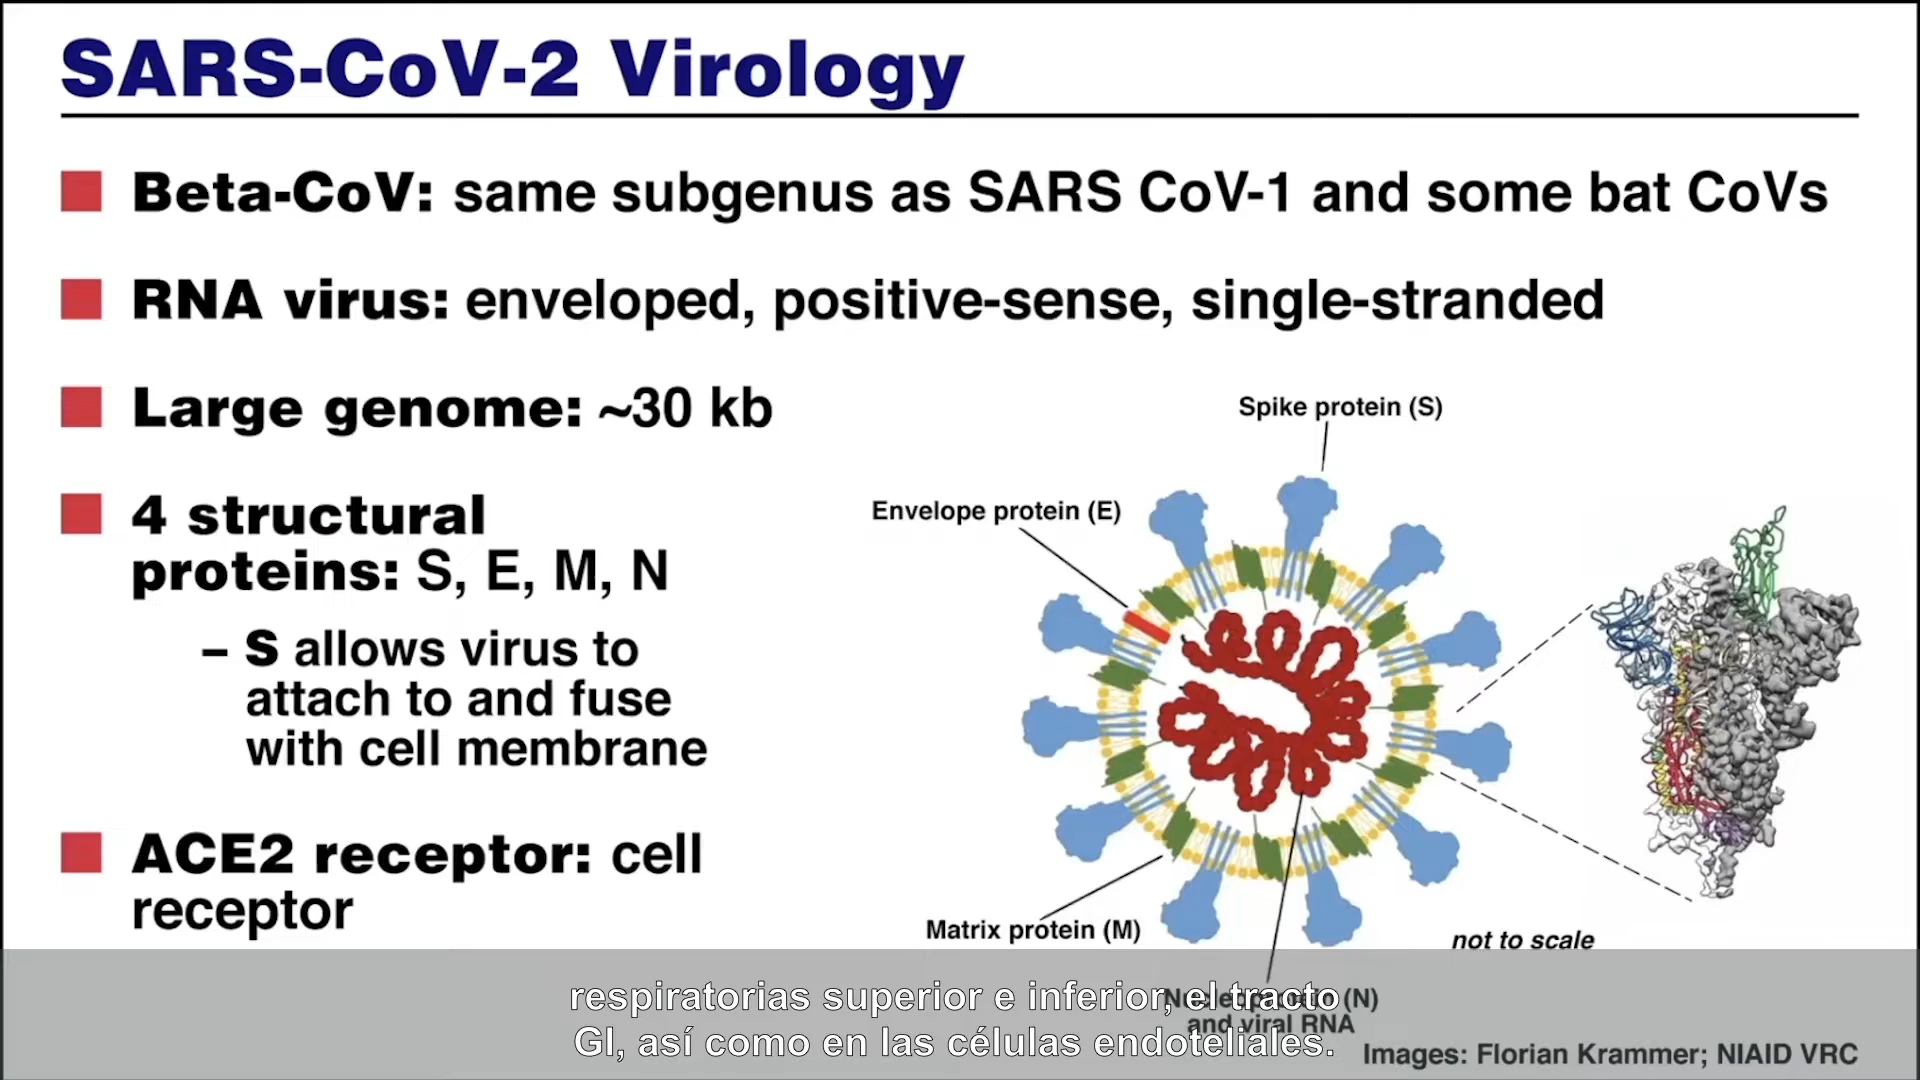 SARS-CoV-2 Virology
Beta-CoV: same subgenus as SARS CoV-1 and some bat CoVs
RNA virus: enveloped, positive-sense, single-stranded
Large genome: ~30 kb
4 structural
proteins: S, E, M, N
– S allows virus to
attach to and fuse
with cell membrane
ACE2 receptor: cell
receptor
Spike protein (S)
Envelope protein (E)
Matrix protein (M)
not to scale
Nucleoprotein (N)
and viral RNA
Images: Florian Krammer; NIAID VRC
respiratorias superior e inferior, el tracto
GI, así como en las células endoteliales.